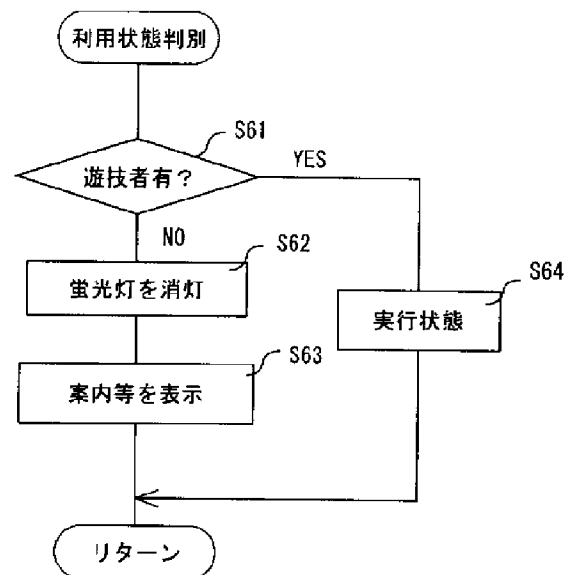 利用状態判別
S61
遊技者有?
YES
NO
S62
蛍光灯を消灯
S64
実行状態
S63
案内等を表示
リターン